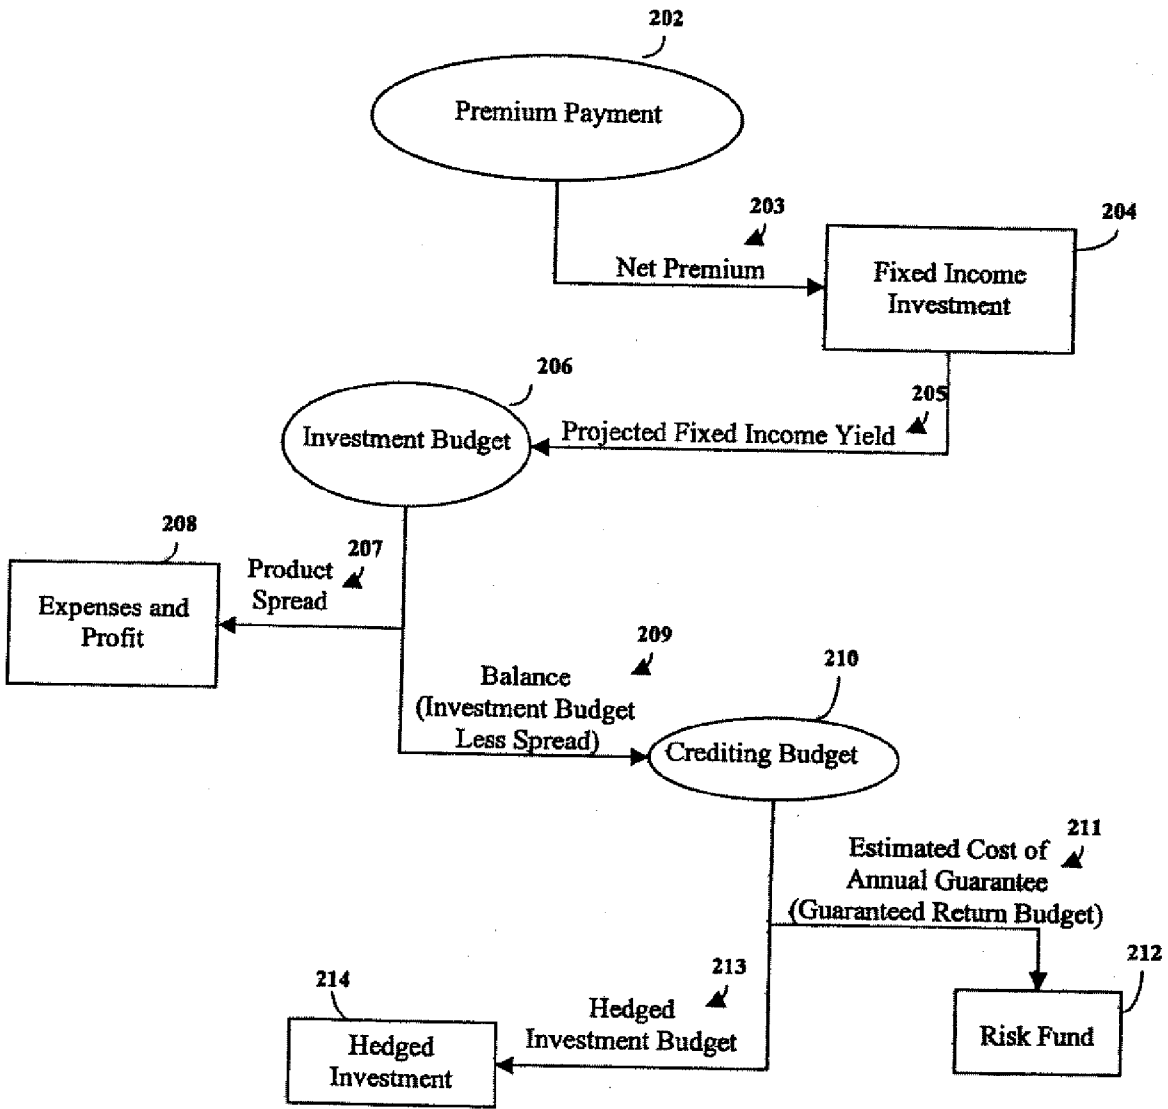 202
Premium Payment
203
204
Net Premium
Fixed Income
Investment
206
205
Investment Budget
Projected Fixed Income Yield
208
207
Product
Spread
Expenses and
Profit
209
210
Balance
(Investment Budget
Less Spread)
Crediting Budget
211
Estimated Cost of
Annual Guarantee
(Guaranteed Return Budget)
212
213
214
Hedged
Investment Budget
Risk Fund
Hedged
Investment